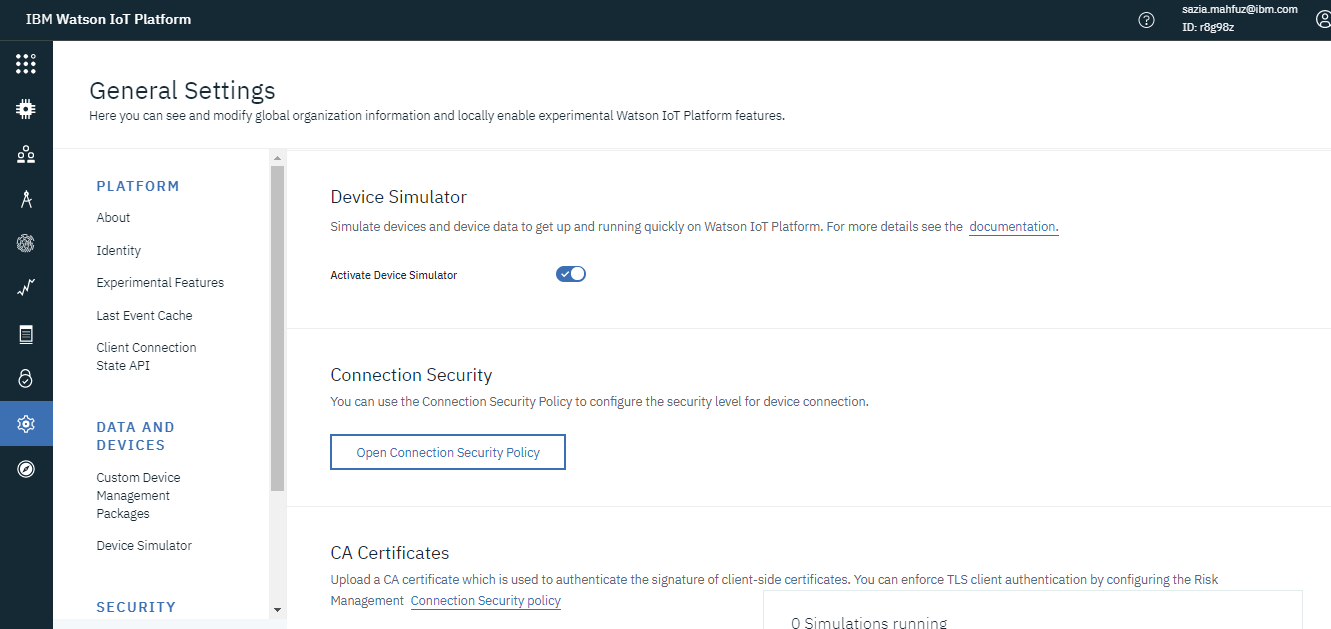 IBM Watson IoT Platform
sazia.mahfuz@ibm.com
ID: r8g98z
General Settings
Here you can see and modify global organization information and locally enable experimental Watson IoT Platform features.
PLATFORM
About
Identity
Experimental Features
Last Event Cache
Client Connection
State API
DATA AND
DEVICES
Custom Device
Management
Packages
Device Simulator
SECURITY
Device Simulator
Simulate devices and device data to get up and running quickly on Watson IoT Platform. For more details see the documentation.
Activate Device Simulator
Connection Security
You can use the Connection Security Policy to configure the security level for device connection.
Open Connection Security Policy
CA Certificates
Upload a CA certificate which is used to authenticate the signature of client-side certificates. You can enforce TLS client authentication by configuring the Risk
Management Connection Security policy
0 Simulations running